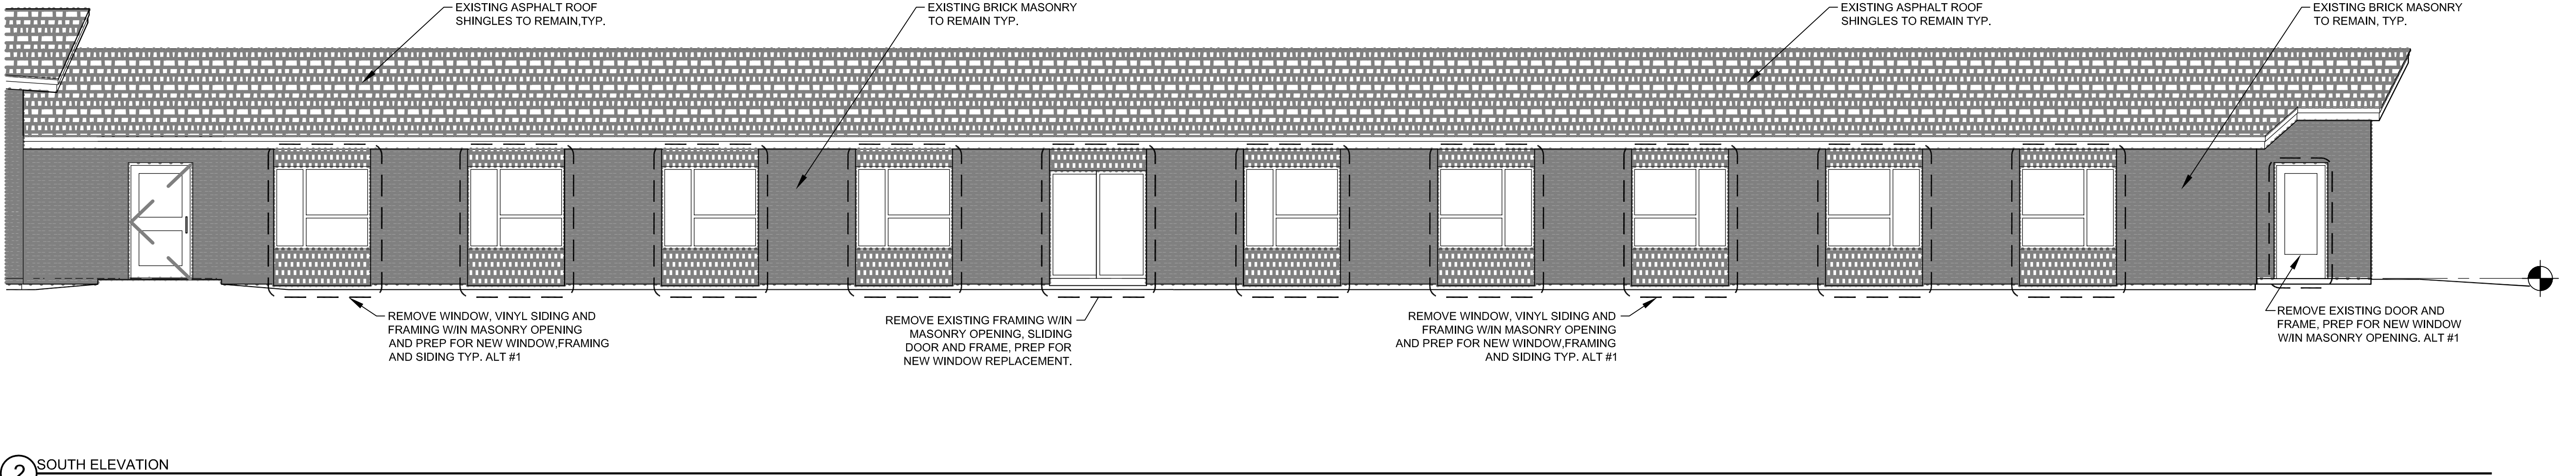 EXISTING ASPHALT ROOF
SHINGLES TO REMAIN,TYP.
EXISTING BRICK MASONRY
TO REMAIN TYP.
EXISTING ASPHALT ROOF
SHINGLES TO REMAIN TYP.
EXISTING BRICK MASONRY
TO REMAIN, TYP.
REMOVE WINDOW, VINYL SIDING AND
FRAMING W/IN MASONRY OPENING
AND PREP FOR NEW WINDOW,FRAMING
AND SIDING TYP. ALT #1
REMOVE EXISTING FRAMING W/IN
MASONRY OPENING, SLIDING
DOOR AND FRAME, PREP FOR
NEW WINDOW REPLACEMENT.
REMOVE WINDOW, VINYL SIDING AND
FRAMING W/IN MASONRY OPENING
AND PREP FOR NEW WINDOW,FRAMING
AND SIDING TYP. ALT #1
REMOVE EXISTING DOOR AND
FRAME, PREP FOR NEW WINDOW
W/IN MASONRY OPENING. ALT #1
2 SOUTH ELEVATION